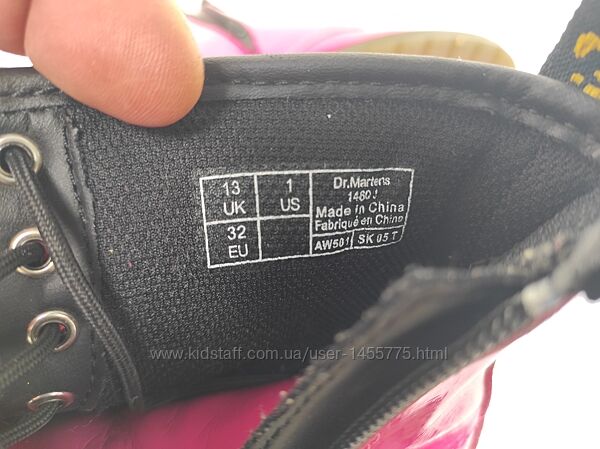 13 UK
1 US
32 EU
Dr.Martens
1460 J
Made in China
Fabriqué en China
AW501
SK 05 T
www.kidstaff.com.ua/user-1455775.html